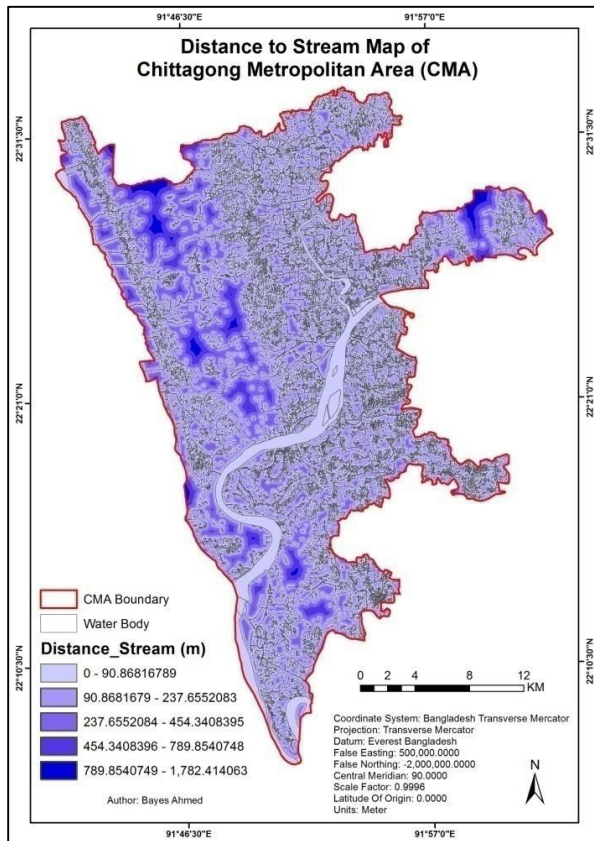 91°46'30"E
91°57'0"E
Distance to Stream Map of
Chittagong Metropolitan Area (CMA)
22°31'30"N
22°31'30"N
22°21'0"N
22°21'0"N
22°10'30"N
22°10'30"N
CMA Boundary
Water Body
Distance_Stream (m)
0 - 90.86816789
90.8681679 - 237.6552083
237.6552084 - 454.3408395
454.3408396 - 789.8540748
789.8540749 - 1,782.414063
Author: Bayes Ahmed
0 2 4 8 12
KM
Coordinate System: Bangladesh Transverse Mercator
Projection: Transverse Mercator
Datum: Everest Bangladesh
False Easting: 500,000.0000
False Northing: -2,000,000.0000
Central Meridian: 90.0000
Scale Factor: 0.9996
Latitude Of Origin: 0.0000
Units: Meter
N
91°46'30"E
91°57'0"E